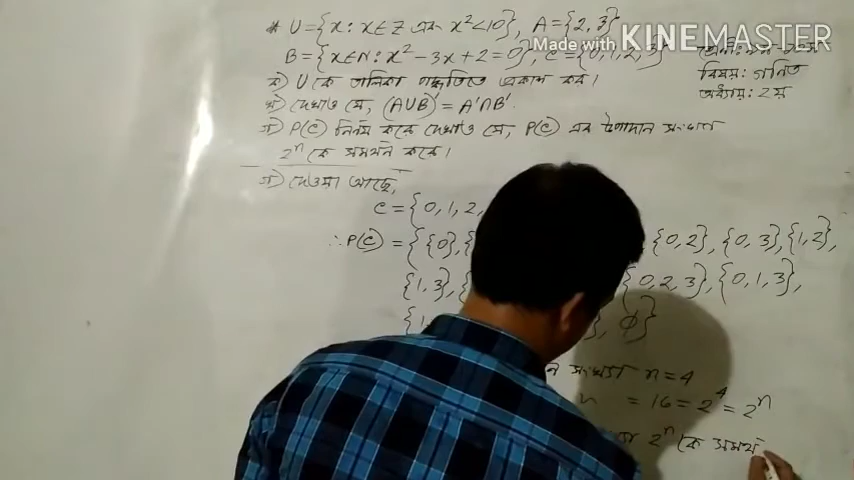 * U = {x : x ∈ Z এবং x² < 10}, A = {2, 3}
Made with KINEMASTER
B = {x ∈ N : x² - 3x + 2 = 0}, C = {0, 1, 2, 3}
বিষয়: গণিত
অধ্যায়: ২য়
ক) U কে তালিকা পদ্ধতিতে প্রকাশ কর।
খ) দেখাও যে, (A∪B)' = A'∩B'.
গ) P(C) নির্ণয় করে দেখাও যে, P(C) এর উপাদান সংখ্যা
2ⁿ কে সমর্থন করে।
গ) দেওয়া আছে,
C = {0, 1, 2,
∴ P(C) = {{0}, {0, 2}, {0, 3}, {1, 2},
{1, 3}, {0, 2, 3}, {0, 1, 3},
{1, ϕ}
সংখ্যা n = 4
= 16 = 2⁴ = 2ⁿ
2ⁿ কে সমর্থ